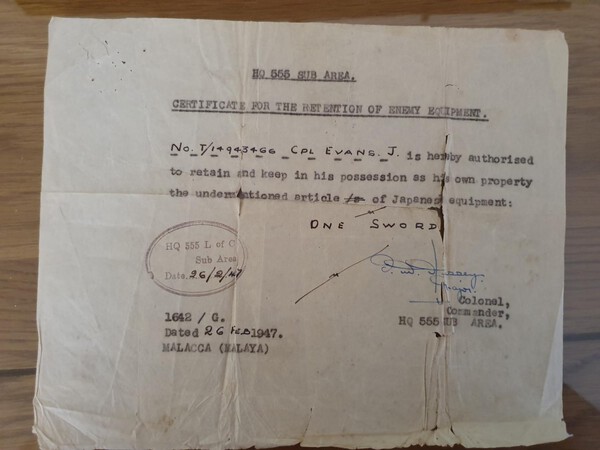 HQ 555 SUB AREA.
CERTIFICATE FOR THE RETENTION OF ENEMY EQUIPMENT.
No. T/14943466 CPL EVANS. J. is hereby authorised
to retain and keep in his possession as his own property
the undermentioned article of Japanese equipment:
ONE SWORD
HQ 555 L of C
Sub Area
Date. 26/2/47
Major.
Colonel,
Commander,
HQ 555 SUB AREA.
1642 / G.
Dated 26 FEB 1947.
MALACCA (MALAYA)